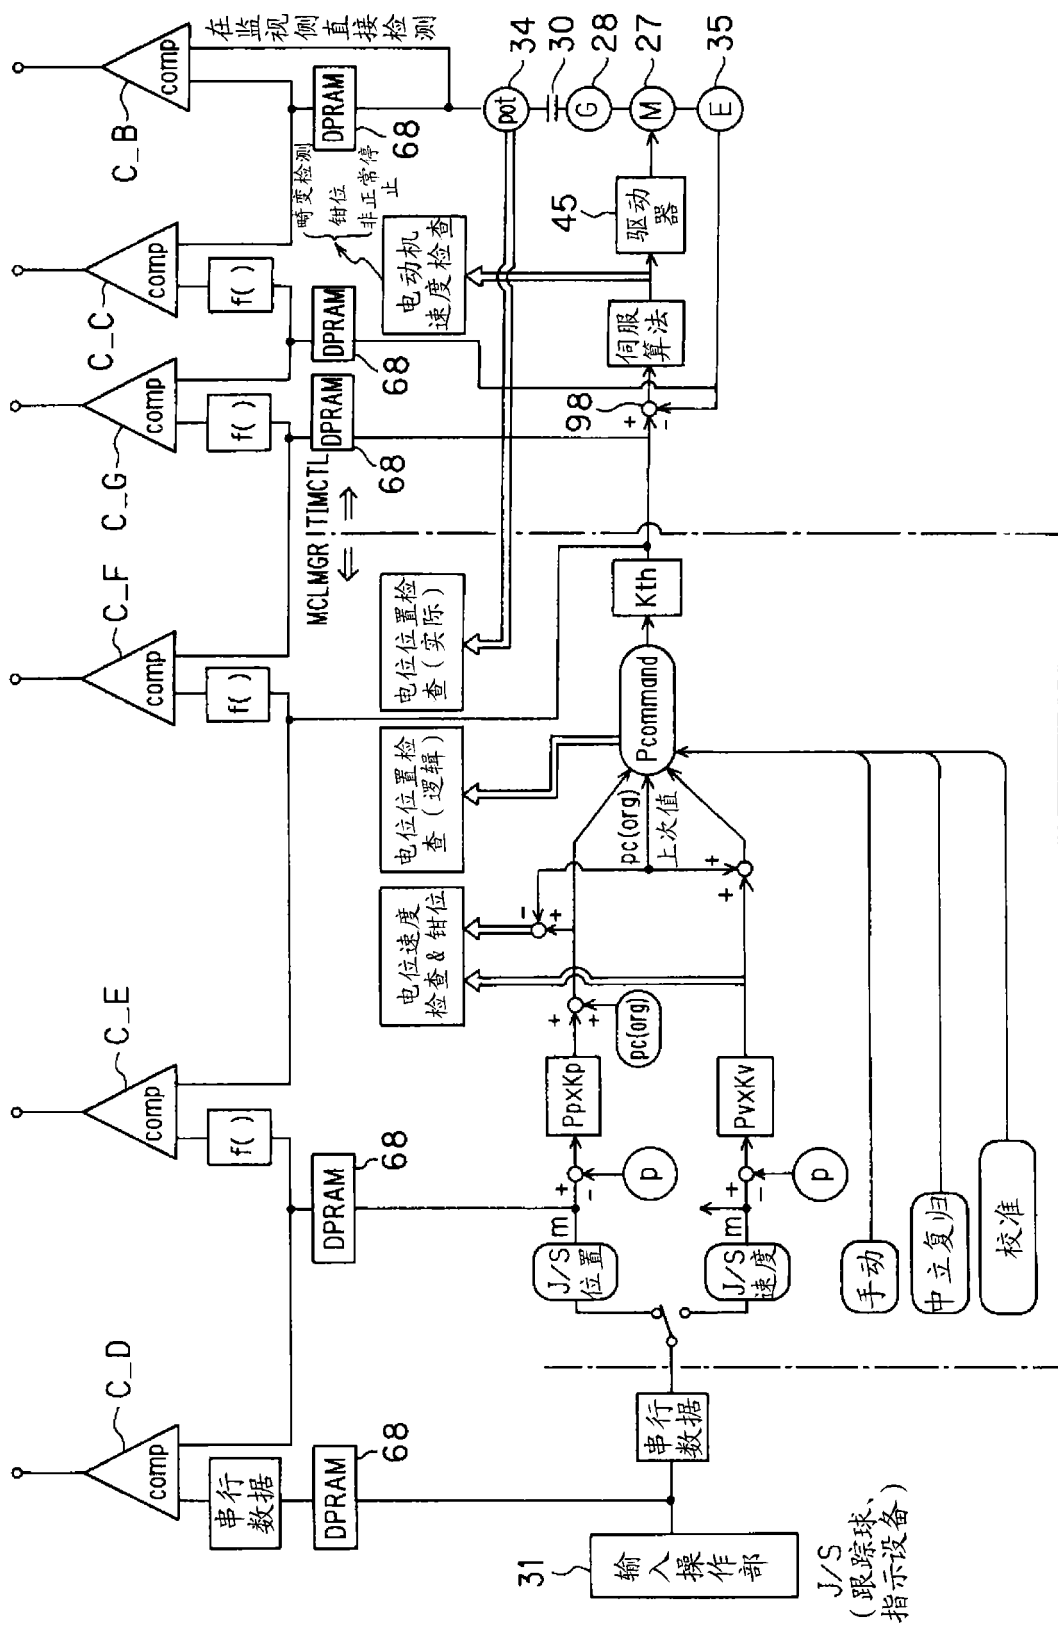 C_D
C_E
C_F
C_G
C_C
C_B
comp
comp
comp
comp
comp
comp
在监视侧直接检测
串行
数据
f( )
f( )
f( )
f( )
DPRAM
68
DPRAM
68
DPRAM
68
DPRAM
68
DPRAM
68
畸变检测
钳位
非正常停
止
MCLMGR
TIMCTL
电位速度
检查&钳位
电位位置检
查(逻辑)
电位位置检
查(实际)
电动机
速度检查
34
30
28
27
35
pot
G
M
E
45
驱动
器
伺服
算法
98
+
-
31
输入操作部
J/S
(跟踪球、
指示设备)
串行
数据
J/S
位置
m
+
-
p
PpxKp
+
+
pc(org)
-
+
J/S
速度
m
+
-
p
PvxKv
+
+
pc(org)
上次值
Pcommand
Kth
手动
中立复归
校准